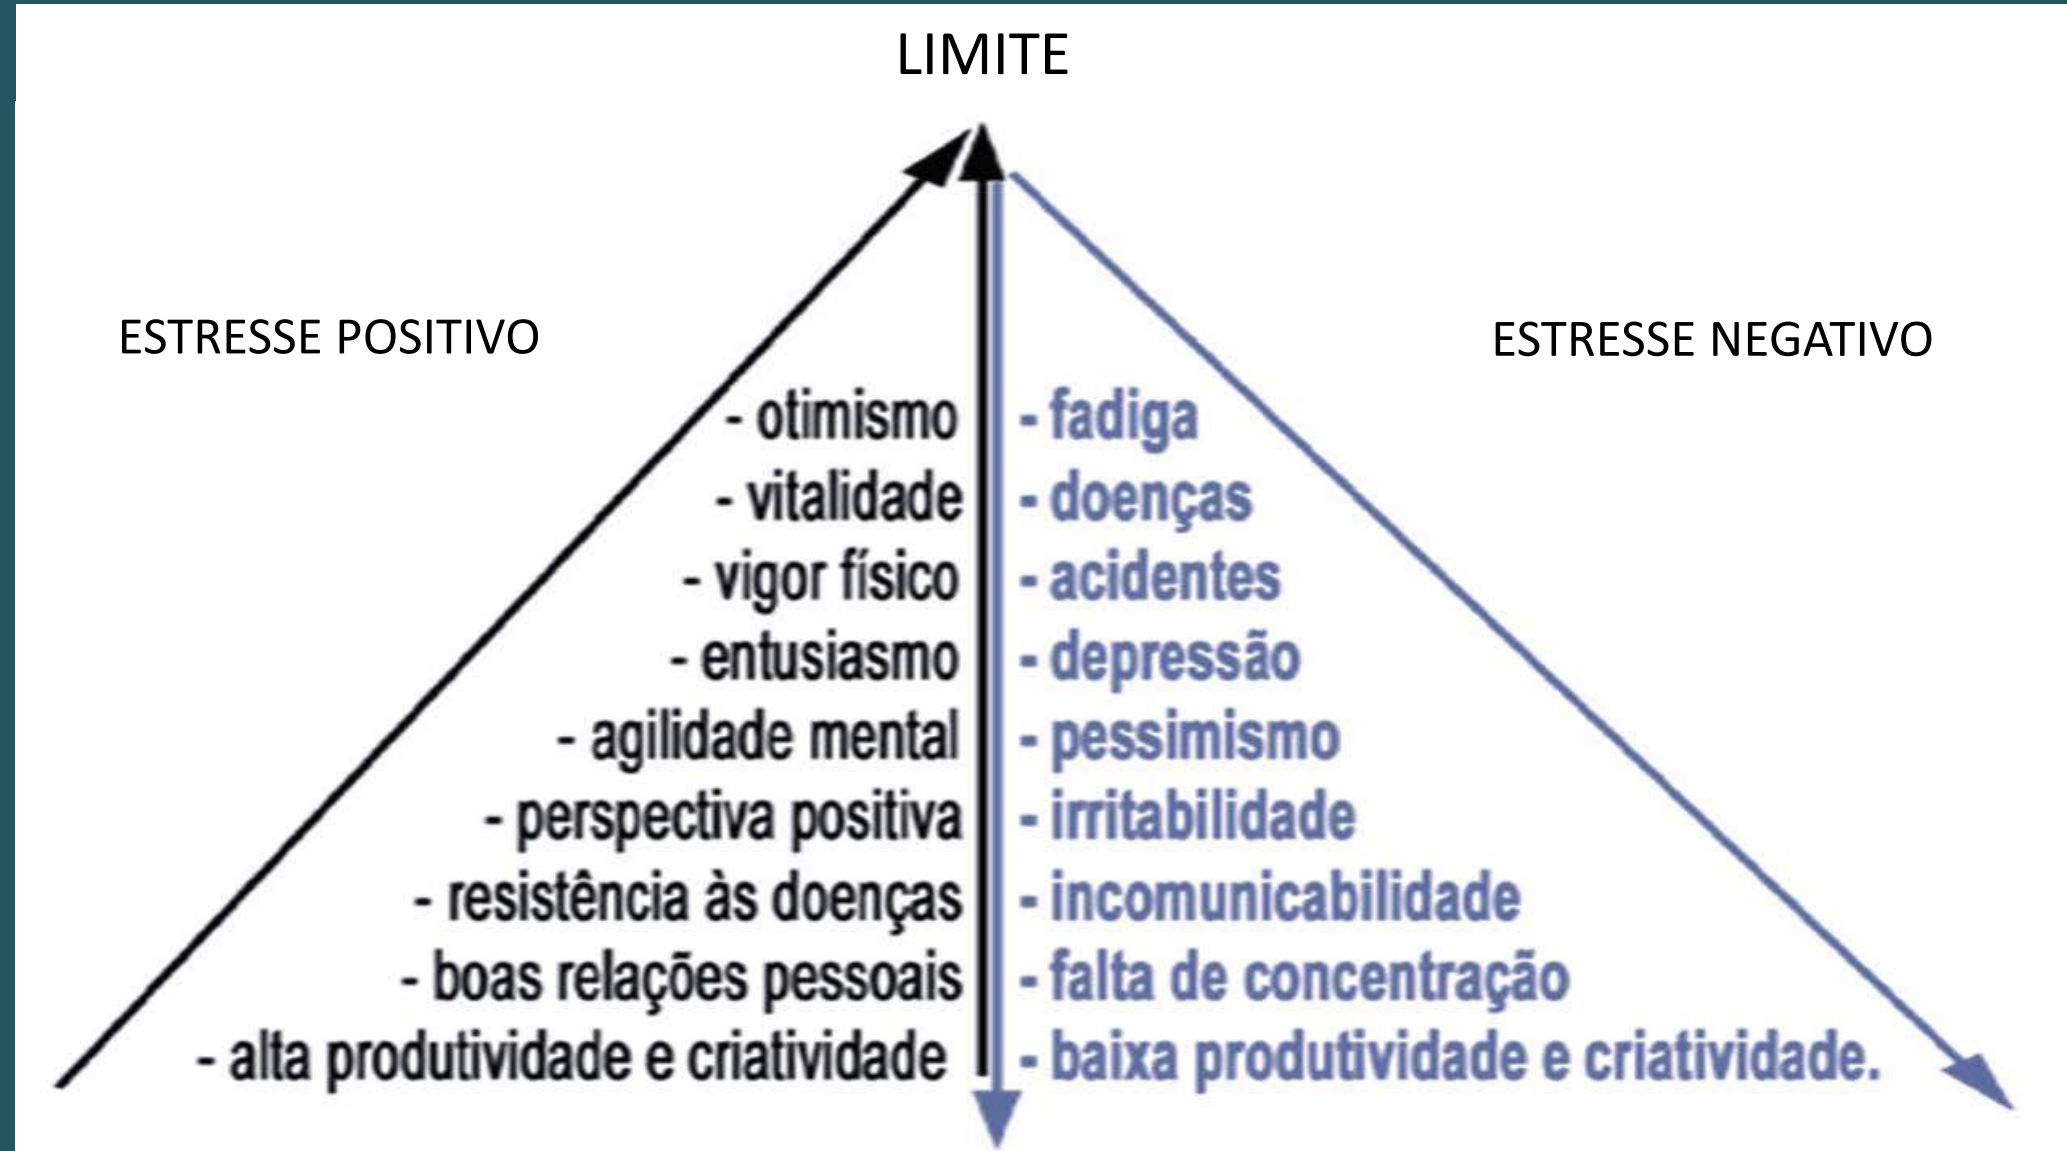 LIMITE
ESTRESSE POSITIVO
ESTRESSE NEGATIVO
- otimismo
- vitalidade
- vigor físico
- entusiasmo
- agilidade mental
- perspectiva positiva
- resistência às doenças
- boas relações pessoais
- alta produtividade e criatividade
- fadiga
- doenças
- acidentes
- depressão
- pessimismo
- irritabilidade
- incomunicabilidade
- falta de concentração
- baixa produtividade e criatividade.